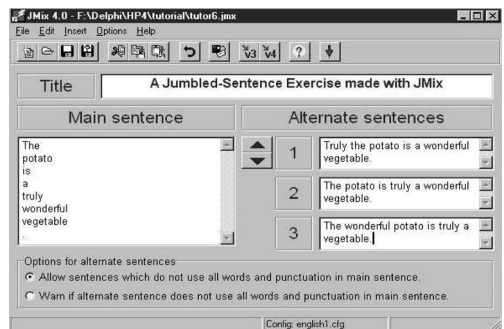 JMix 4.0 - F:\Delphi\HP4\tutorial\tutor6.jmx
File Edit Insert Options Help
V3 V4 ?
Title
A Jumbled-Sentence Exercise made with JMix
Main sentence
Alternate sentences
The
potato
is
a
truly
wonderful
vegetable
.
1
Truly the potato is a wonderful
vegetable.
2
The potato is truly a wonderful
vegetable.
3
The wonderful potato is truly a
vegetable.
Options for alternate sentences
Allow sentences which do not use all words and punctuation in main sentence.
Warn if alternate sentence does not use all words and punctuation in main sentence.
Config: english1.cfg